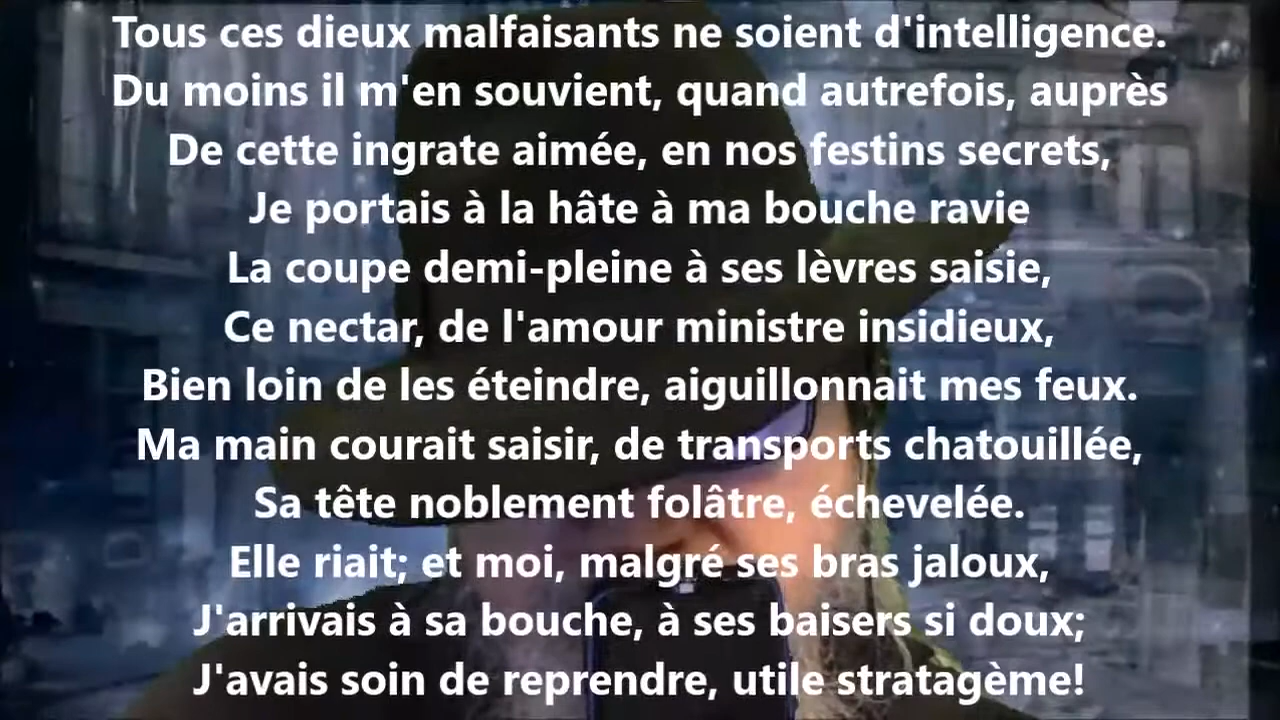 Tous ces dieux malfaisants ne soient d'intelligence.
Du moins il m'en souvient, quand autrefois, auprès
De cette ingrate aimée, en nos festins secrets,
Je portais à la hâte à ma bouche ravie
La coupe demi-pleine à ses lèvres saisie,
Ce nectar, de l'amour ministre insidieux,
Bien loin de les éteindre, aiguillonnait mes feux.
Ma main courait saisir, de transports chatouillée,
Sa tête noblement folâtre, échevelée.
Elle riait; et moi, malgré ses bras jaloux,
J'arrivais à sa bouche, à ses baisers si doux;
J'avais soin de reprendre, utile stratagème!